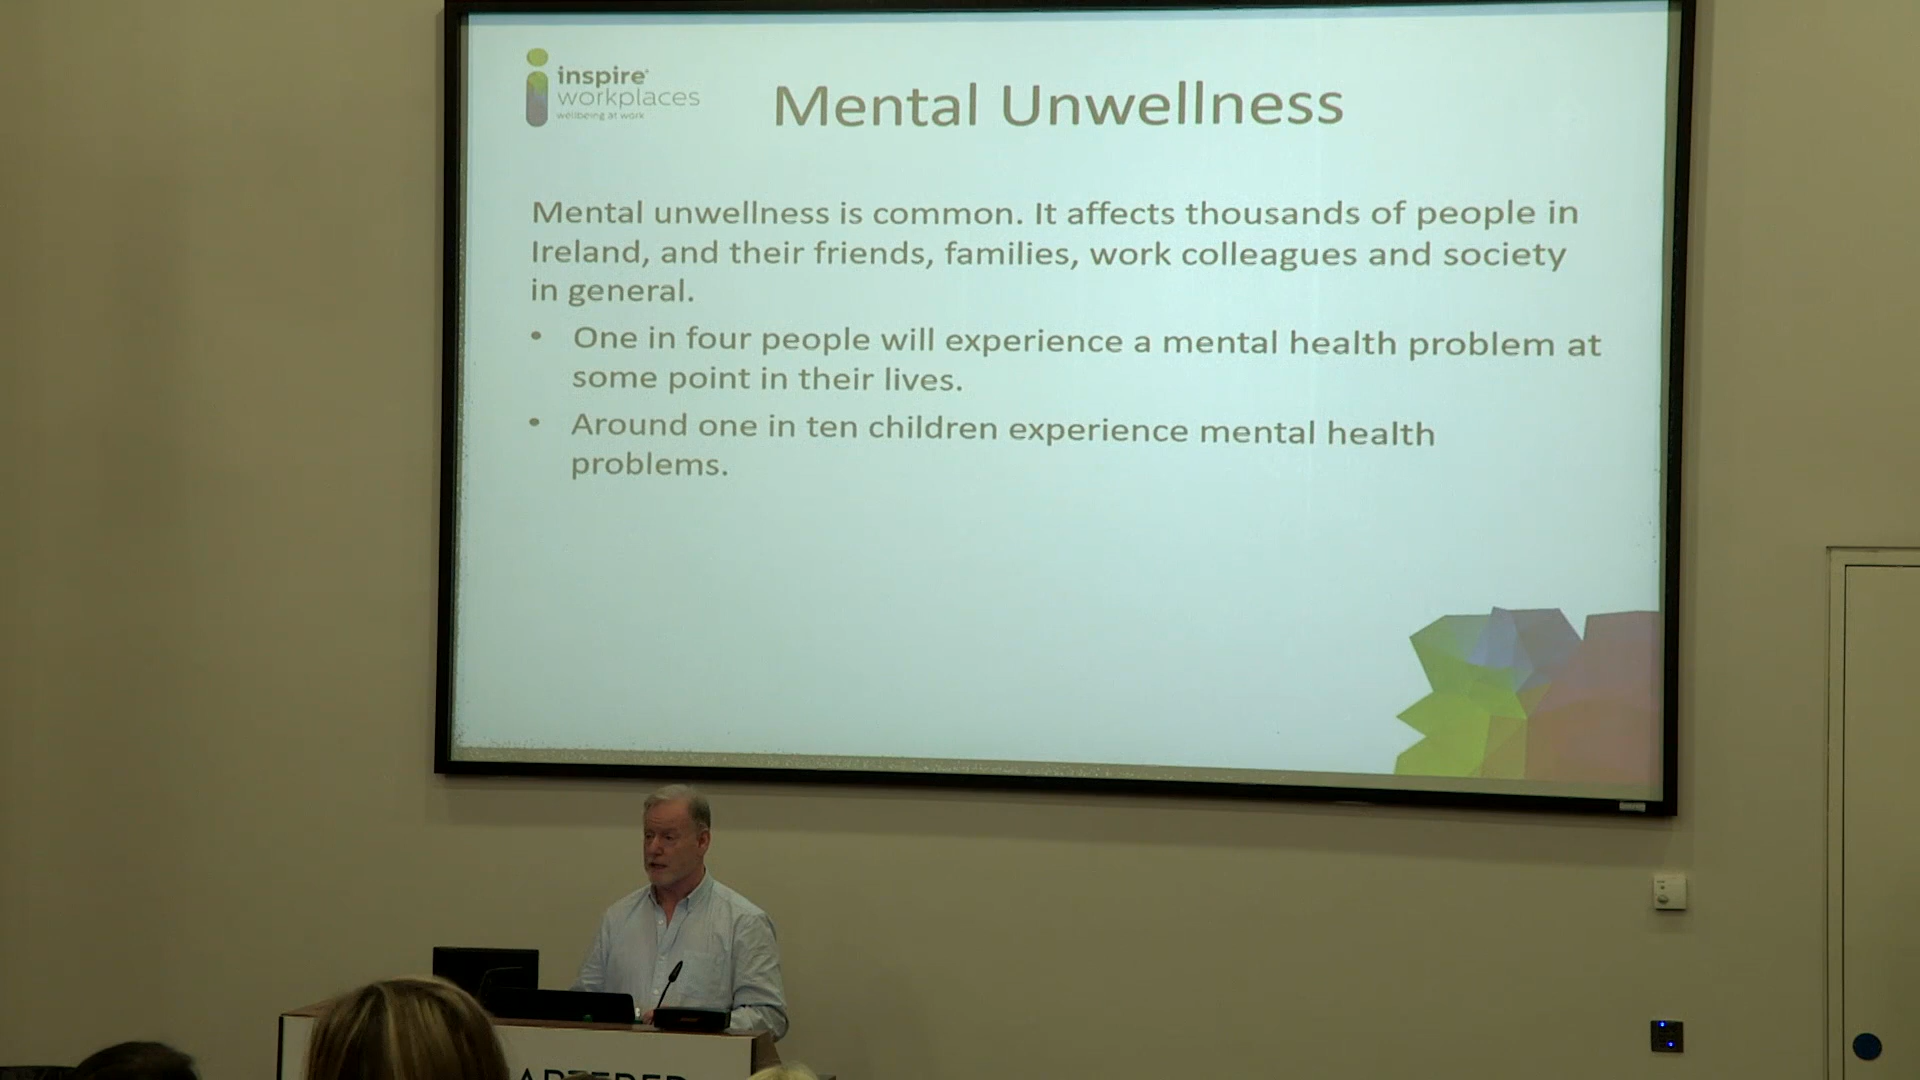 inspire
workplaces
wellbeing at work
Mental Unwellness
Mental unwellness is common. It affects thousands of people in
Ireland, and their friends, families, work colleagues and society
in general.
• One in four people will experience a mental health problem at
some point in their lives.
• Around one in ten children experience mental health
problems.